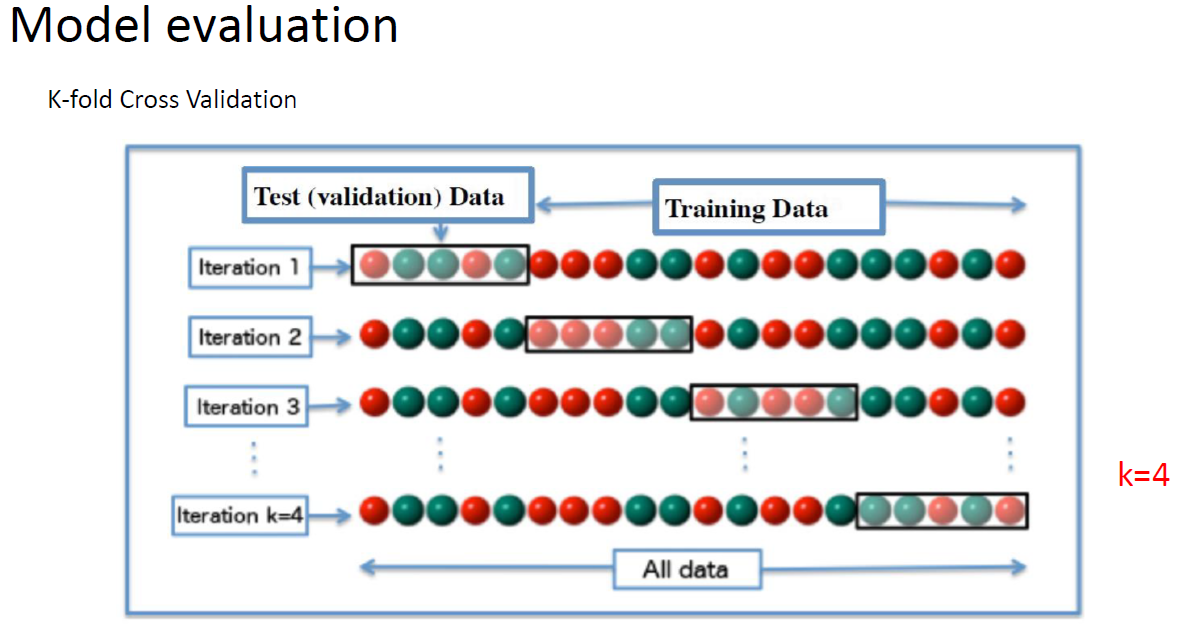 Model evaluation
K-fold Cross Validation
Test (validation) Data
Training Data
Iteration 1
Iteration 2
Iteration 3
Iteration k=4
k=4
All data